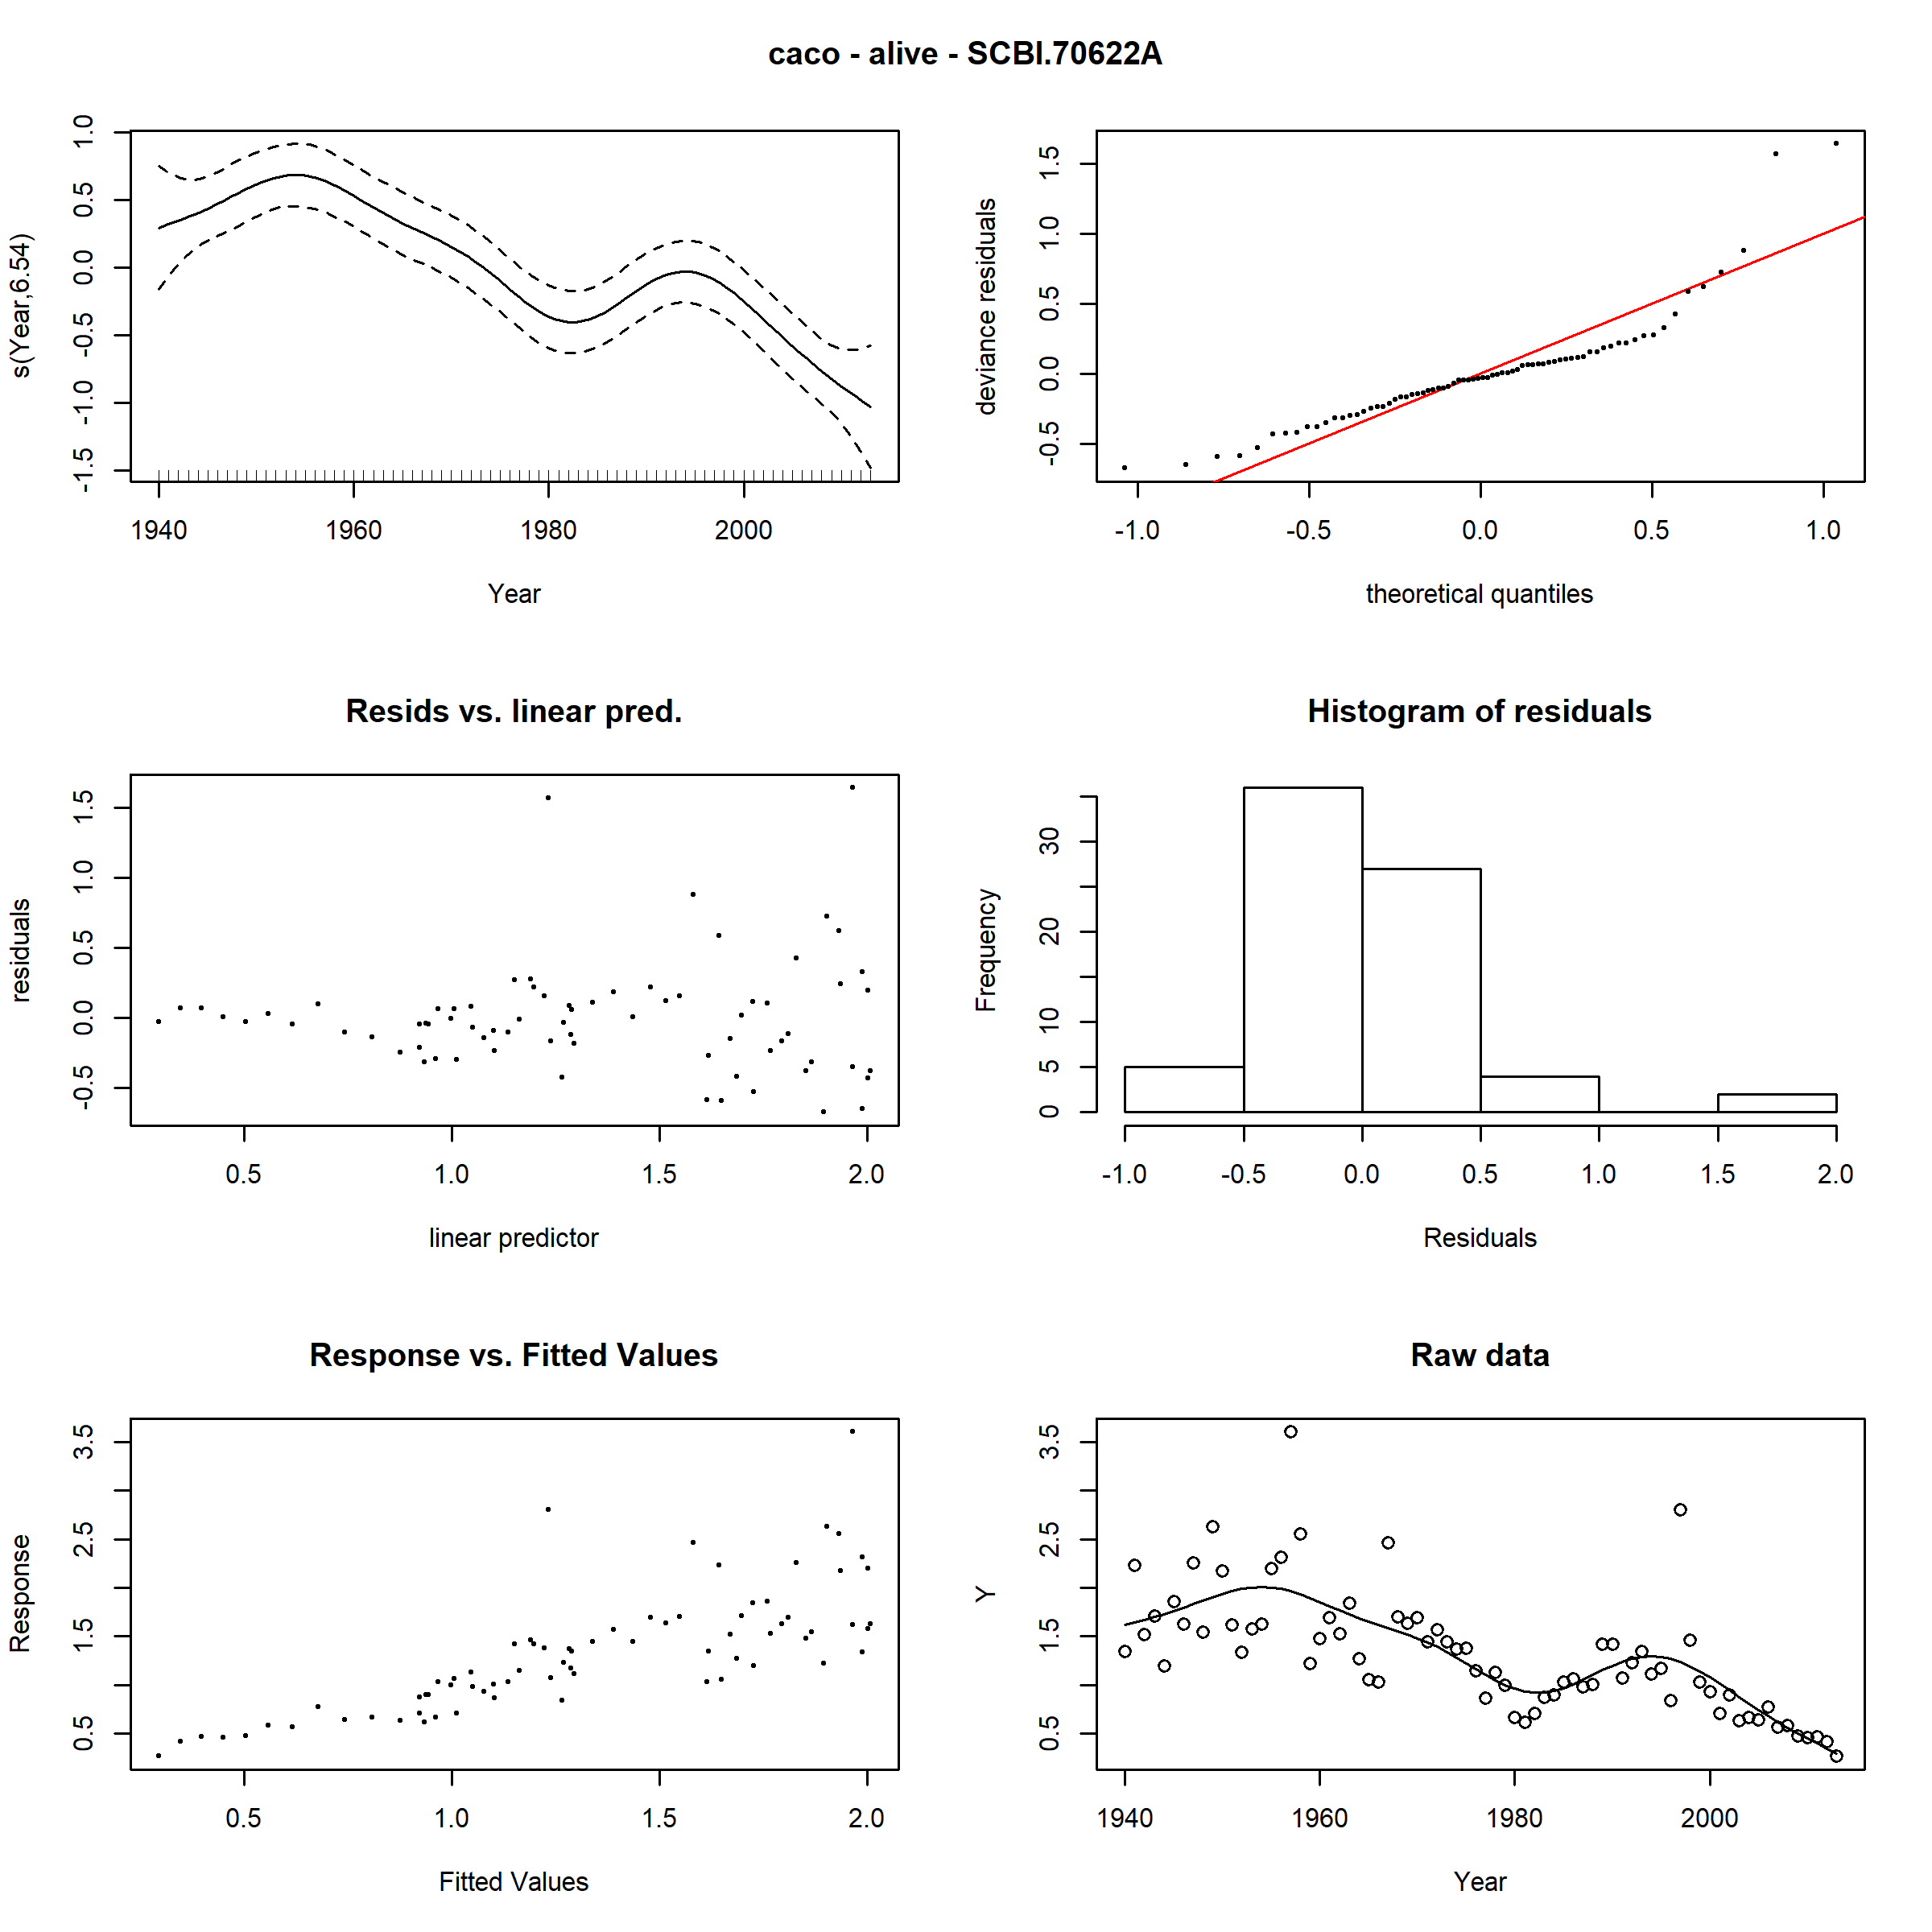 caco - alive - SCBI.70622A
s(Year,6.54)
1.0
0.5
0.0
-0.5
-1.0
-1.5
1940 1960 1980 2000
Year
deviance residuals
1.5
1.0
0.5
0.0
-0.5
-1.0 -0.5 0.0 0.5 1.0
theoretical quantiles
Resids vs. linear pred.
residuals
1.5
1.0
0.5
0.0
-0.5
0.5 1.0 1.5 2.0
linear predictor
Histogram of residuals
Frequency
30
20
10
5
0
-1.0 -0.5 0.0 0.5 1.0 1.5 2.0
Residuals
Response vs. Fitted Values
Response
3.5
2.5
1.5
0.5
0.5 1.0 1.5 2.0
Fitted Values
Raw data
Y
3.5
2.5
1.5
0.5
1940 1960 1980 2000
Year